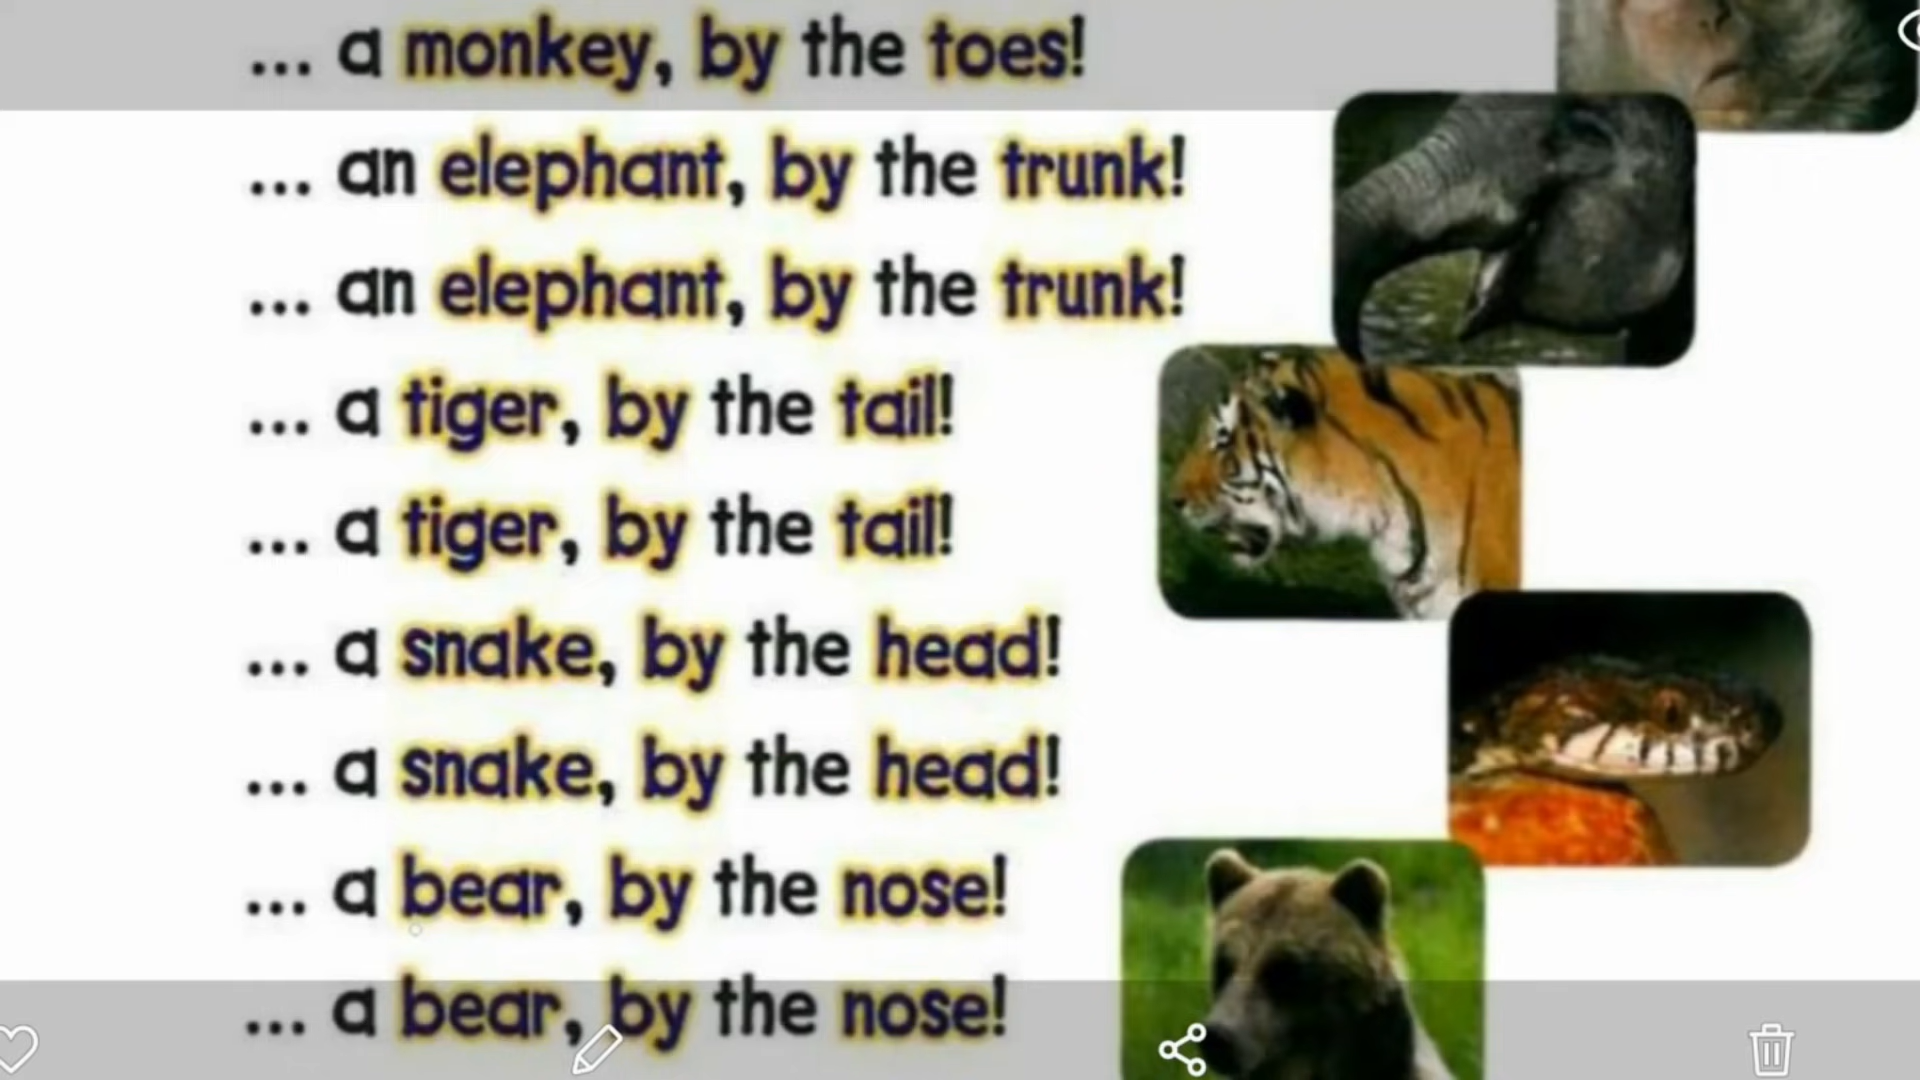 ... a monkey, by the toes!
... an elephant, by the trunk!
... an elephant, by the trunk!
... a tiger, by the tail!
... a tiger, by the tail!
... a snake, by the head!
... a snake, by the head!
... a bear, by the nose!
... a bear, by the nose!